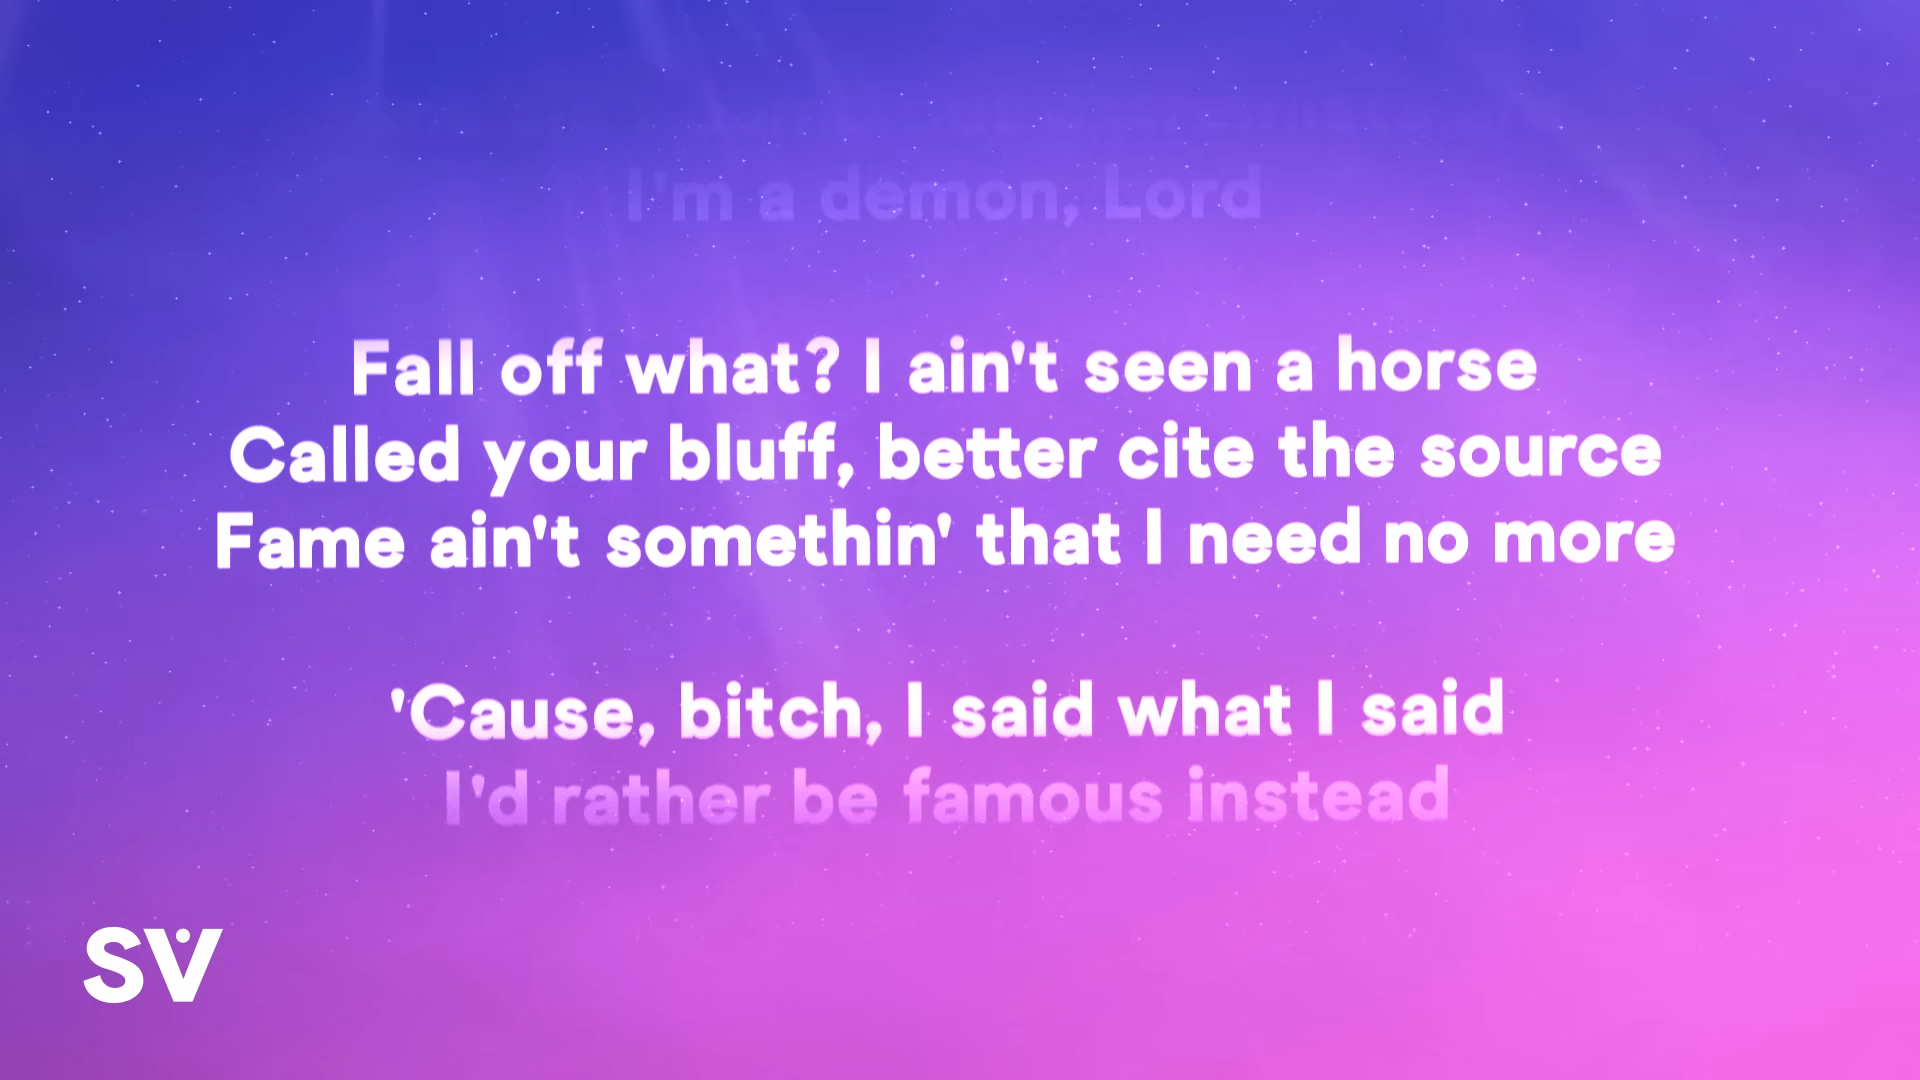 I'm a demon, Lord
Fall off what? I ain't seen a horse
Called your bluff, better cite the source
Fame ain't somethin' that I need no more
'Cause, bitch, I said what I said
I'd rather be famous instead
SV